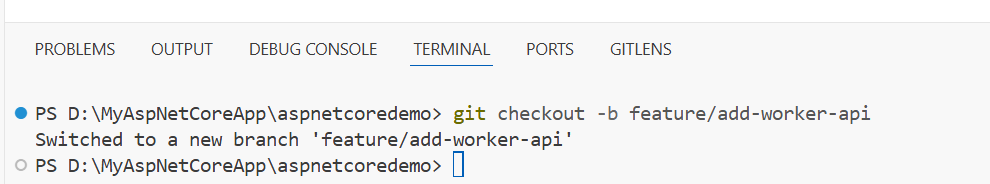 PROBLEMS OUTPUT DEBUG CONSOLE TERMINAL PORTS GITLENS
PS D:\MyAspNetCoreApp\aspnetcoredemo> git checkout -b feature/add-worker-api
Switched to a new branch 'feature/add-worker-api'
PS D:\MyAspNetCoreApp\aspnetcoredemo>